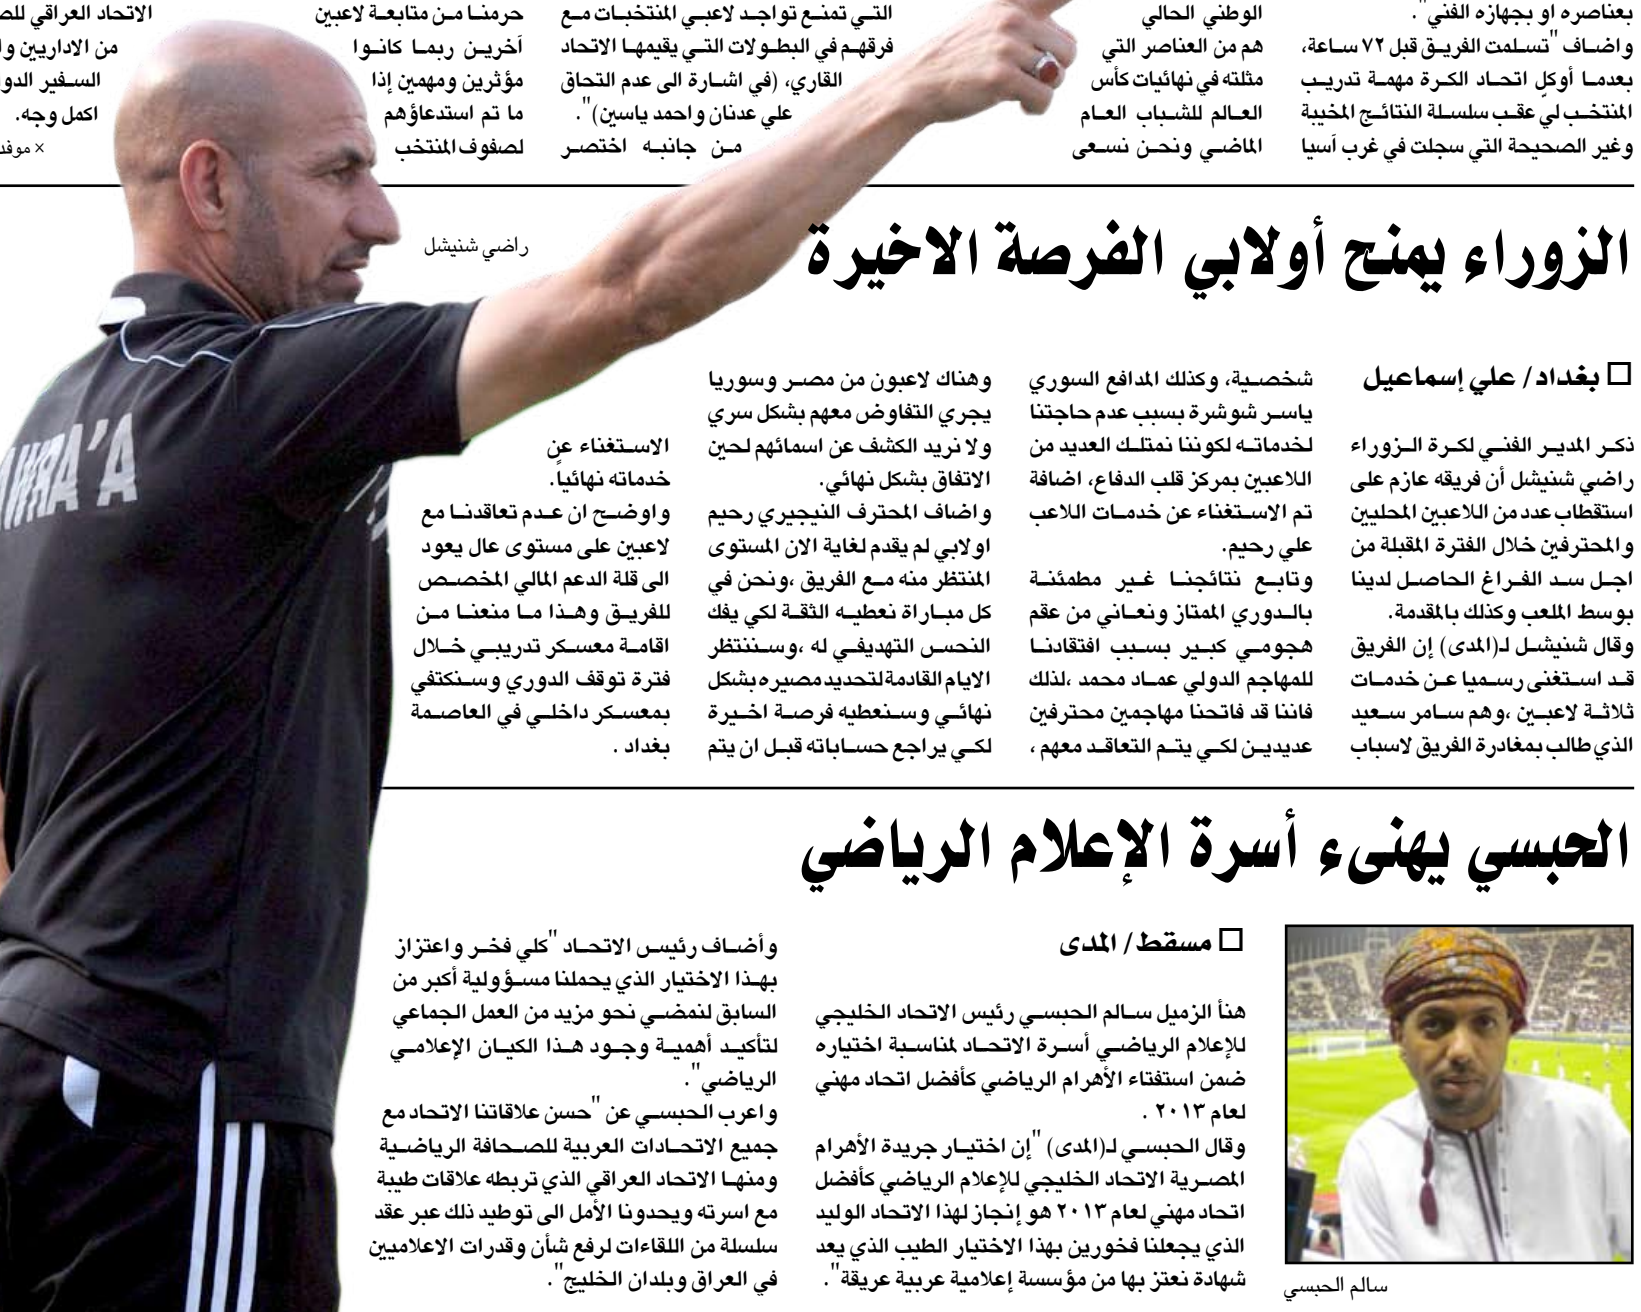 بعناصره او بجهازه الفني".
واضاف "تسلمت الفريق قبل ٧٢ ساعة،
بعدما أوكل اتحاد الكرة مهمة تدريب
المنتخب لي عقب سلسلة النتائج المخيبة
وغير الصحيحة التي سجلت في غرب آسيا
الوطني الحالي
هم من العناصر التي
مثلته في نهائيات كأس
العالم للشباب العام
الماضي ونحن نسعى
التي تمنع تواجد لاعبي المنتخبات مع
فرقهم في البطولات التي يقيمها الاتحاد
القاري، (في اشارة الى عدم التحاق
علي عدنان واحمد ياسين)".
من جانبه اختصر
حرمنا من متابعة لاعبين
آخرين ربما كانوا
مؤثرين ومهمين إذا
ما تم استدعاؤهم
لصفوف المنتخب
الاتحاد العراقي
من الاداريين
السفير
اكمل وجه.
×
الزوراء يمنح أولابي الفرصة الاخيرة
راضي شنيشل
□ بغداد/ علي إسماعيل
ذكر المدير الفني لكرة الزوراء
راضي شنيشل أن فريقه عازم على
استقطاب عدد من اللاعبين المحليين
والمحترفين خلال الفترة المقبلة من
اجل سد الفراغ الحاصل لدينا
بوسط الملعب وكذلك بالمقدمة.
وقال شنيشل لـ(المدى) إن الفريق
قد استغنى رسميا عن خدمات
ثلاثة لاعبين ،وهم سامر سعيد
الذي طالب بمغادرة الفريق لاسباب
شخصية، وكذلك المدافع السوري
ياسر شوشرة بسبب عدم حاجتنا
لخدماته لكوننا نمتلك العديد من
اللاعبين بمركز قلب الدفاع، اضافة
تم الاستغناء عن خدمات اللاعب
علي رحيم.
وتابع نتائجنا غير مطمئنة
بالدوري الممتاز ونعاني من عقم
هجومي كبير بسبب افتقادنا
للمهاجم الدولي عماد محمد ،لذلك
فاننا قد فاتحنا مهاجمين محترفين
عديدين لكي يتم التعاقد معهم ،
وهناك لاعبون من مصر وسوريا
يجري التفاوض معهم بشكل سري
ولا نريد الكشف عن اسمائهم لحين
الاتفاق بشكل نهائي.
واضاف المحترف النيجيري رحيم
اولابي لم يقدم لغاية الان المستوى
المنتظر منه مع الفريق ،ونحن في
كل مباراة نعطيه الثقة لكي يفك
النحس التهديفي له ،وسننتظر
الايام القادمة لتحديد مصيره بشكل
نهائي وسنعطيه فرصة اخيرة
لكي يراجع حساباته قبل ان يتم
الاستغناء عن
خدماته نهائياً.
واوضح ان عدم تعاقدنا مع
لاعبين على مستوى عال يعود
الى قلة الدعم المالي المخصص
للفريق وهذا ما منعنا من
اقامة معسكر تدريبي خلال
فترة توقف الدوري وسنكتفي
بمعسكر داخلي في العاصمة
بغداد .
AWRA'A
الحبسي يهنىء أسرة الإعلام الرياضي
□ مسقط/ المدى
هنأ الزميل سالم الحبسي رئيس الاتحاد الخليجي
للإعلام الرياضي أسرة الاتحاد لمناسبة اختياره
ضمن استفتاء الأهرام الرياضي كأفضل اتحاد مهني
لعام ٢٠١٣ .
وقال الحبسي لـ(المدى) "إن اختيار جريدة الأهرام
المصرية الاتحاد الخليجي للإعلام الرياضي كأفضل
اتحاد مهني لعام ٢٠١٣ هو إنجاز لهذا الاتحاد الوليد
الذي يجعلنا فخورين بهذا الاختيار الطيب الذي يعد
شهادة نعتز بها من مؤسسة إعلامية عربية عريقة".
وأضاف رئيس الاتحاد "كلي فخر واعتزاز
بهذا الاختيار الذي يحملنا مسؤولية أكبر من
السابق لنمضي نحو مزيد من العمل الجماعي
لتأكيد أهمية وجود هذا الكيان الإعلامي
الرياضي".
واعرب الحبسي عن "حسن علاقاتنا الاتحاد مع
جميع الاتحادات العربية للصحافة الرياضية
ومنها الاتحاد العراقي الذي تربطه علاقات طيبة
مع اسرته ويحدونا الأمل الى توطيد ذلك عبر عقد
سلسلة من اللقاءات لرفع شأن وقدرات الاعلاميين
في العراق وبلدان الخليج".
سالم الحبسي